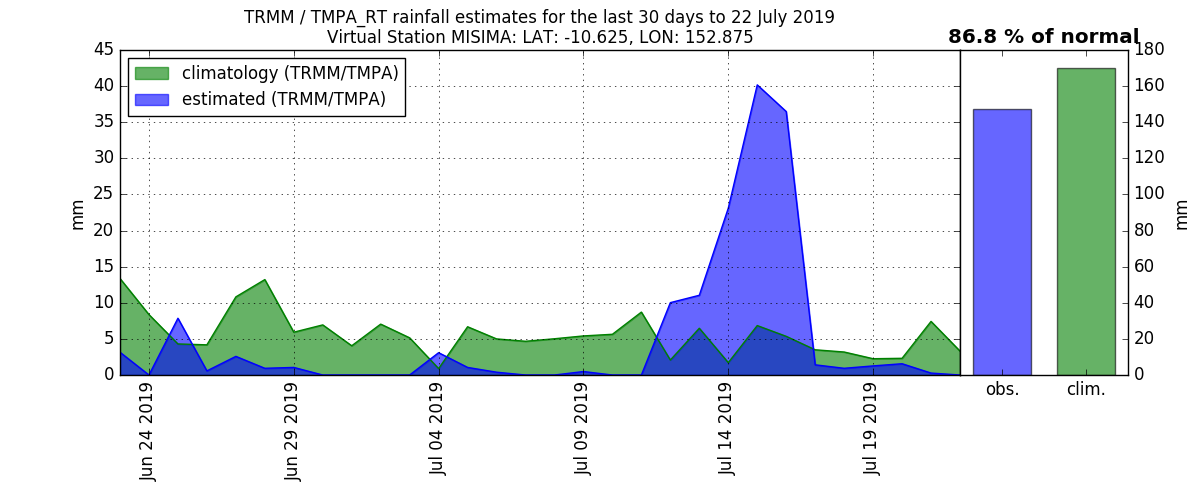 TRMM / TMPA_RT rainfall estimates for the last 30 days to 22 July 2019
Virtual Station MISIMA: LAT: -10.625, LON: 152.875
86.8 % of normal
climatology (TRMM/TMPA)
estimated (TRMM/TMPA)
45
40
35
30
25
20
15
10
5
0
mm
Jun 24 2019
Jun 29 2019
Jul 04 2019
Jul 09 2019
Jul 14 2019
Jul 19 2019
obs.
clim.
180
160
140
120
100
80
60
40
20
0
mm